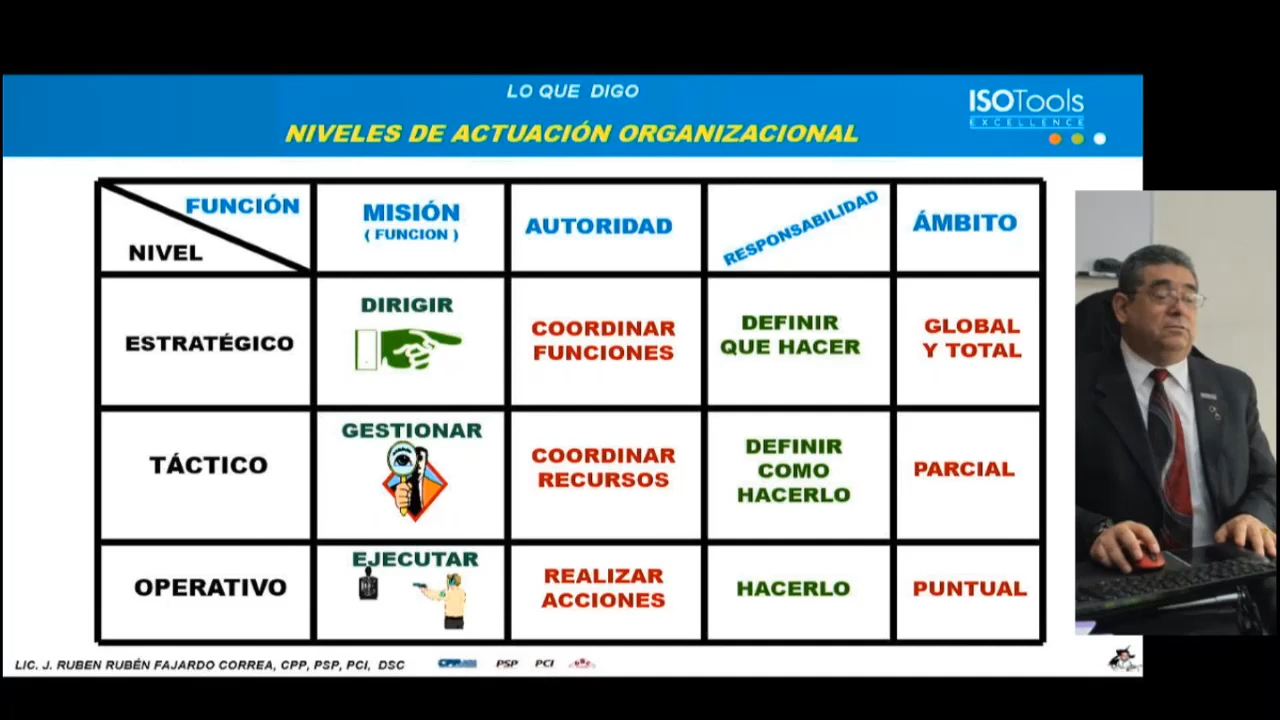 LO QUE DIGO
NIVELES DE ACTUACIÓN ORGANIZACIONAL
ISOTools
EXCELLENCE
FUNCIÓN
NIVEL
MISIÓN
( FUNCION )
AUTORIDAD
RESPONSABILIDAD
ÁMBITO
ESTRATÉGICO
DIRIGIR
COORDINAR
FUNCIONES
DEFINIR
QUE HACER
GLOBAL
Y TOTAL
TÁCTICO
GESTIONAR
COORDINAR
RECURSOS
DEFINIR
COMO
HACERLO
PARCIAL
OPERATIVO
EJECUTAR
REALIZAR
ACCIONES
HACERLO
PUNTUAL
LIC. J. RUBEN RUBÉN FAJARDO CORREA, CPP, PSP, PCI, DSC
CPP
PSP
PCI